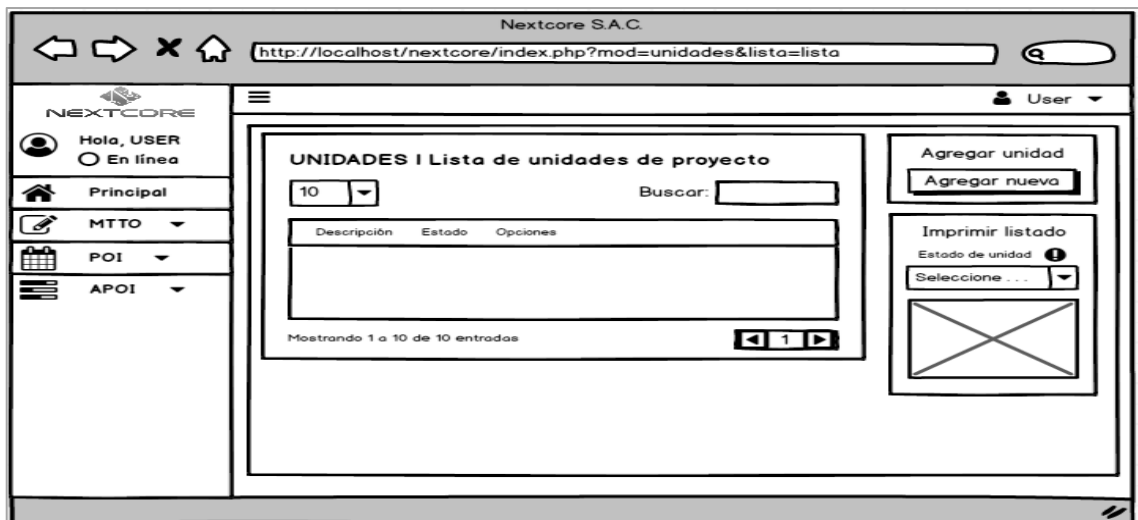 Nextcore S.A.C.
http://localhost/nextcore/index.php?mod=unidades&lista=lista
NEXTCORE
User
Hola, USER
En línea
Principal
MTTO
POI
APOI
UNIDADES | Lista de unidades de proyecto
10
Buscar:
Descripción Estado Opciones
Mostrando 1 a 10 de 10 entradas
1
Agregar unidad
Agregar nueva
Imprimir listado
Estado de unidad
Seleccione ...